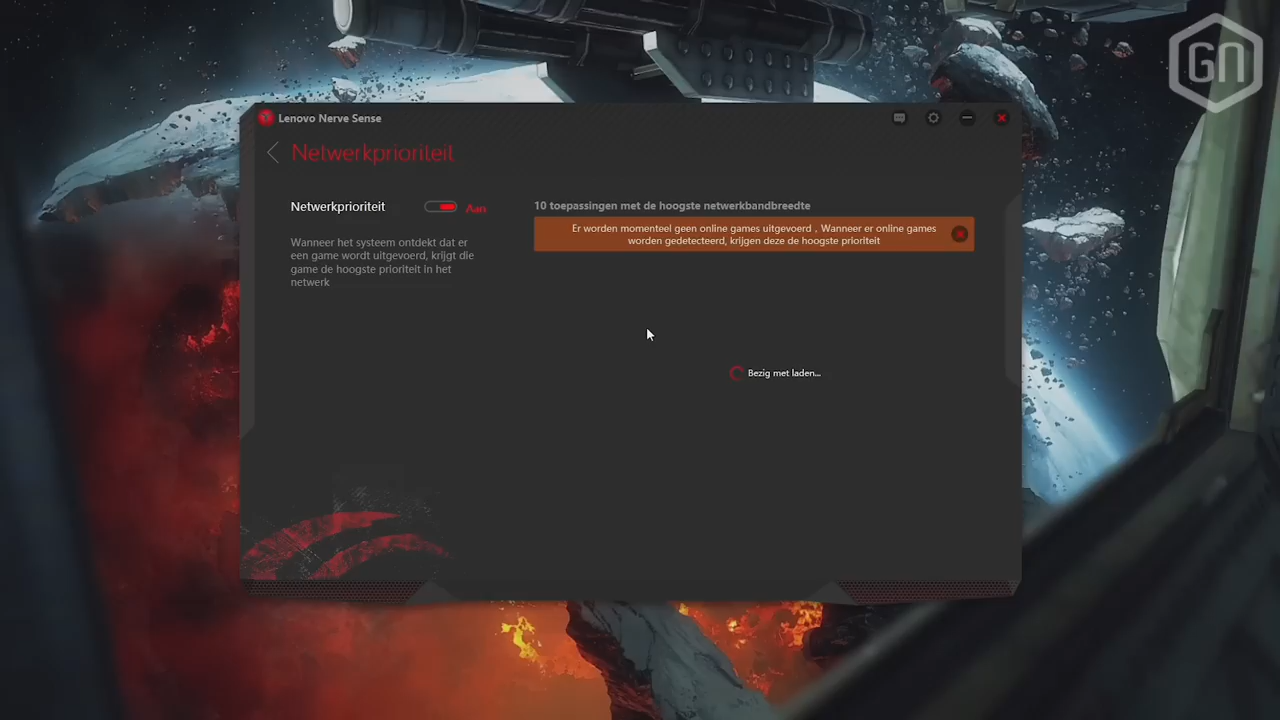 GN
Lenovo Nerve Sense
Netwerkprioriteit
Netwerkprioriteit
Aan
Wanneer het systeem ontdekt dat er
een game wordt uitgevoerd, krijgt die
game de hoogste prioriteit in het
netwerk
10 toepassingen met de hoogste netwerkbandbreedte
Er worden momenteel geen online games uitgevoerd . Wanneer er online games
worden gedetecteerd, krijgen deze de hoogste prioriteit
Bezig met laden...